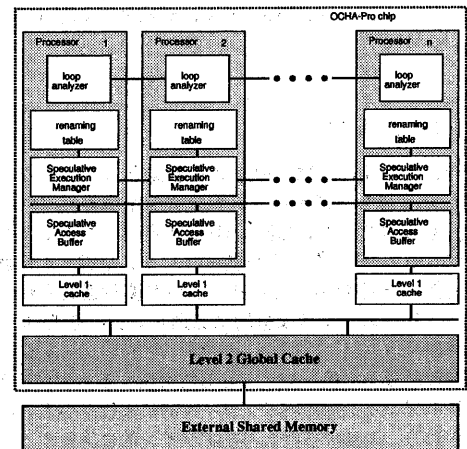 OCHA-Pro chip
Processor 1
loop
analyzer
renaming
table
Speculative
Execution
Manager
Speculative
Access
Buffer
Level 1-
cache
Processor 2
loop
analyzer
renaming
table
Speculative
Execution
Manager
Speculative
Access
Buffer
Level 1
cache
Processor n
loop
analyzer
renaming
table
Speculative
Execution
Manager
Speculative
Access
Buffer
Level 1
cache
Level 2 Global Cache
External Shared Memory